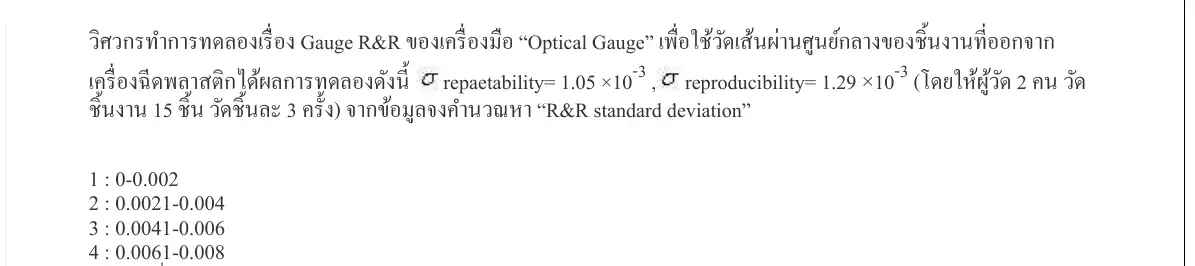 วิศวกรทำการทดลองเรื่อง Gauge R&R ของเครื่องมือ “Optical Gauge” เพื่อใช้วัดเส้นผ่านศูนย์กลางของชิ้นงานที่ออกจาก
เครื่องฉีดพลาสติกได้ผลการทดลองดังนี้ σ repaetability= 1.05 ×10⁻³ , σ reproducibility= 1.29 ×10⁻³ (โดยให้ผู้วัด 2 คน วัด
ชิ้นงาน 15 ชิ้น วัดชิ้นละ 3 ครั้ง) จากข้อมูลจงคำนวณหา “R&R standard deviation”
1 : 0-0.002
2 : 0.0021-0.004
3 : 0.0041-0.006
4 : 0.0061-0.008